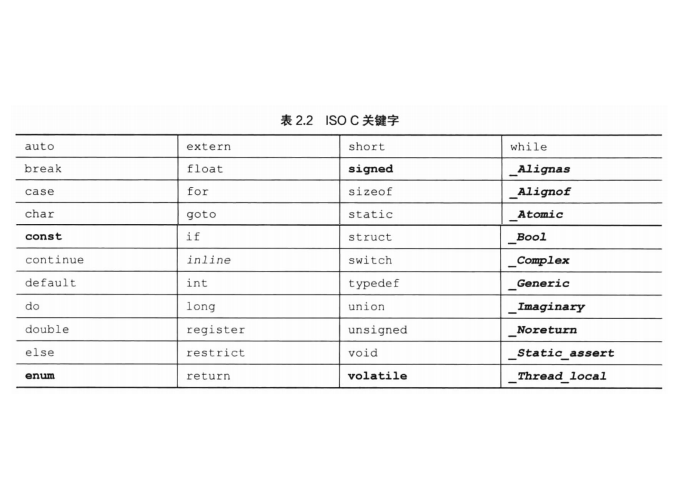 表 2.2 ISO C 关键字
auto extern short while
break float signed _Alignas
case for sizeof _Alignof
char goto static _Atomic
const if struct _Bool
continue inline switch _Complex
default int typedef _Generic
do long union _Imaginary
double register unsigned _Noreturn
else restrict void _Static_assert
enum return volatile _Thread_local